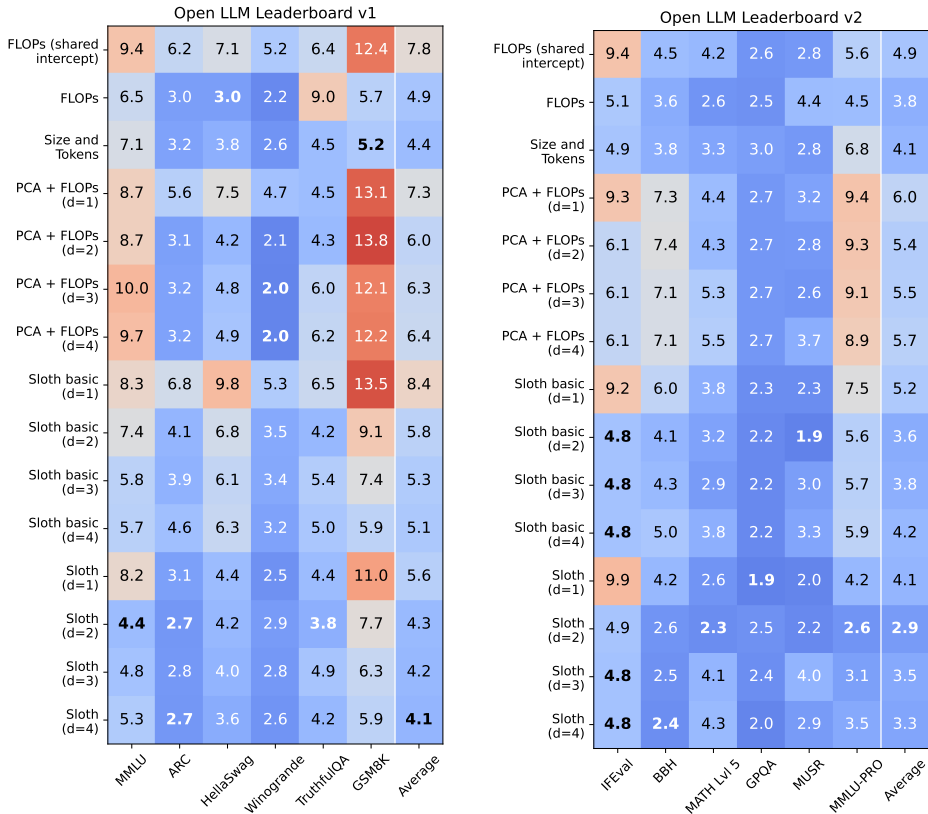 Open LLM Leaderboard v1
FLOPs (shared
intercept)
9.4 6.2 7.1 5.2 6.4 12.4 7.8
FLOPs
6.5 3.0 3.0 2.2 9.0 5.7 4.9
Size and
Tokens
7.1 3.2 3.8 2.6 4.5 5.2 4.4
PCA + FLOPs
(d=1)
8.7 5.6 7.5 4.7 4.5 13.1 7.3
PCA + FLOPs
(d=2)
8.7 3.1 4.2 2.1 4.3 13.8 6.0
PCA + FLOPs
(d=3)
10.0 3.2 4.8 2.0 6.0 12.1 6.3
PCA + FLOPs
(d=4)
9.7 3.2 4.9 2.0 6.2 12.2 6.4
Sloth basic
(d=1)
8.3 6.8 9.8 5.3 6.5 13.5 8.4
Sloth basic
(d=2)
7.4 4.1 6.8 3.5 4.2 9.1 5.8
Sloth basic
(d=3)
5.8 3.9 6.1 3.4 5.4 7.4 5.3
Sloth basic
(d=4)
5.7 4.6 6.3 3.2 5.0 5.9 5.1
Sloth
(d=1)
8.2 3.1 4.4 2.5 4.4 11.0 5.6
Sloth
(d=2)
4.4 2.7 4.2 2.9 3.8 7.7 4.3
Sloth
(d=3)
4.8 2.8 4.0 2.8 4.9 6.3 4.2
Sloth
(d=4)
5.3 2.7 3.6 2.6 4.2 5.9 4.1
MMLU ARC HellaSwag Winogrande TruthfulQA GSM8K Average
Open LLM Leaderboard v2
FLOPs (shared
intercept)
9.4 4.5 4.2 2.6 2.8 5.6 4.9
FLOPs
5.1 3.6 2.6 2.5 4.4 4.5 3.8
Size and
Tokens
4.9 3.8 3.3 3.0 2.8 6.8 4.1
PCA + FLOPs
(d=1)
9.3 7.3 4.4 2.7 3.2 9.4 6.0
PCA + FLOPs
(d=2)
6.1 7.4 4.3 2.7 2.8 9.3 5.4
PCA + FLOPs
(d=3)
6.1 7.1 5.3 2.7 2.6 9.1 5.5
PCA + FLOPs
(d=4)
6.1 7.1 5.5 2.7 3.7 8.9 5.7
Sloth basic
(d=1)
9.2 6.0 3.8 2.3 2.3 7.5 5.2
Sloth basic
(d=2)
4.8 4.1 3.2 2.2 1.9 5.6 3.6
Sloth basic
(d=3)
4.8 4.3 2.9 2.2 3.0 5.7 3.8
Sloth basic
(d=4)
4.8 5.0 3.8 2.2 3.3 5.9 4.2
Sloth
(d=1)
9.9 4.2 2.6 1.9 2.0 4.2 4.1
Sloth
(d=2)
4.9 2.6 2.3 2.5 2.2 2.6 2.9
Sloth
(d=3)
4.8 2.5 4.1 2.4 4.0 3.1 3.5
Sloth
(d=4)
4.8 2.4 4.3 2.0 2.9 3.5 3.3
IFEval BBH MATH Lvl 5 GPQA MUSR MMLU-PRO Average